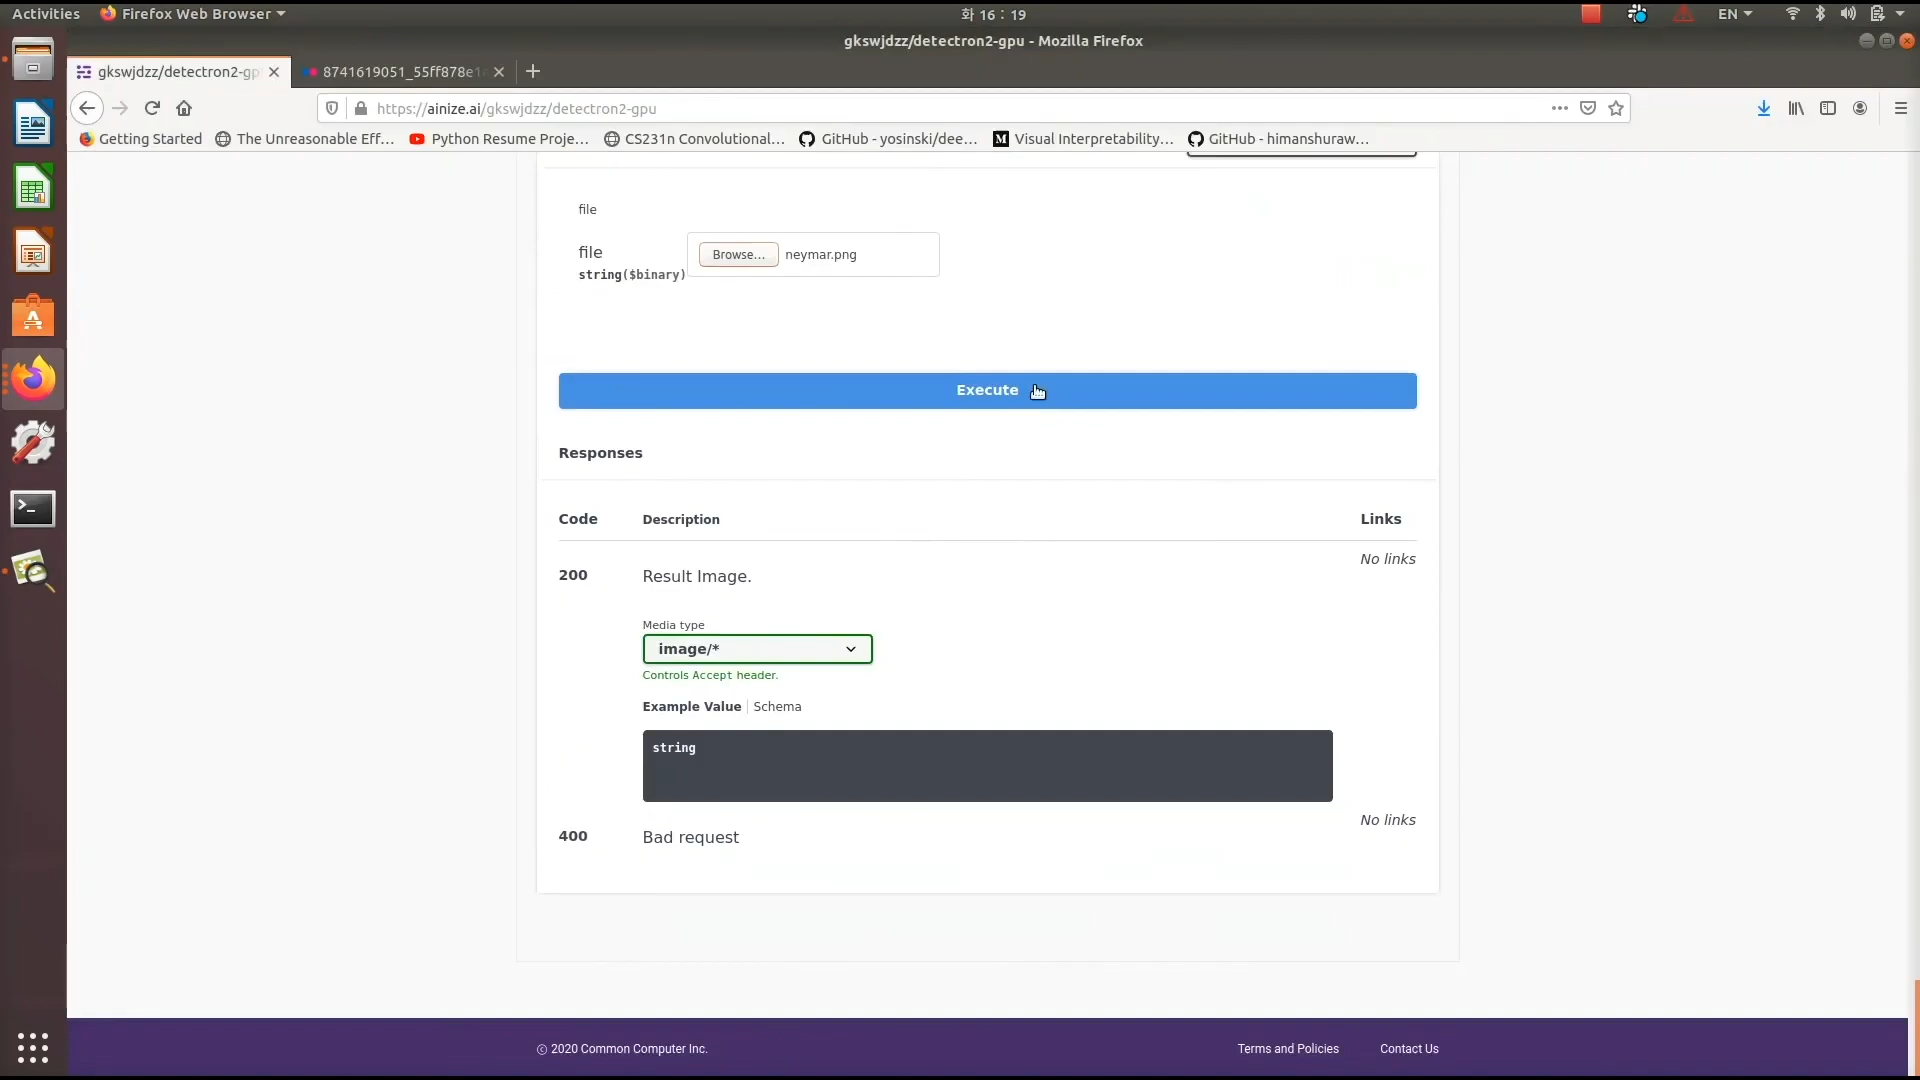 Activities
Firefox Web Browser
화 16 : 19
EN
gkswjdzz/detectron2-gpu - Mozilla Firefox
gkswjdzz/detectron2-gp
8741619051_55ff878e1
https://ainize.ai/gkswjdzz/detectron2-gpu
Getting Started
The Unreasonable Eff…
Python Resume Proje…
CS231n Convolutional…
GitHub - yosinski/dee…
M Visual Interpretability…
GitHub - himanshuraw…
file
file
Browse… neymar.png
string($binary)
Execute
Responses
Code Description Links
No links
200 Result Image.
Media type
image/*
Controls Accept header.
Example Value Schema
string
No links
400 Bad request
© 2020 Common Computer Inc.
Terms and Policies
Contact Us